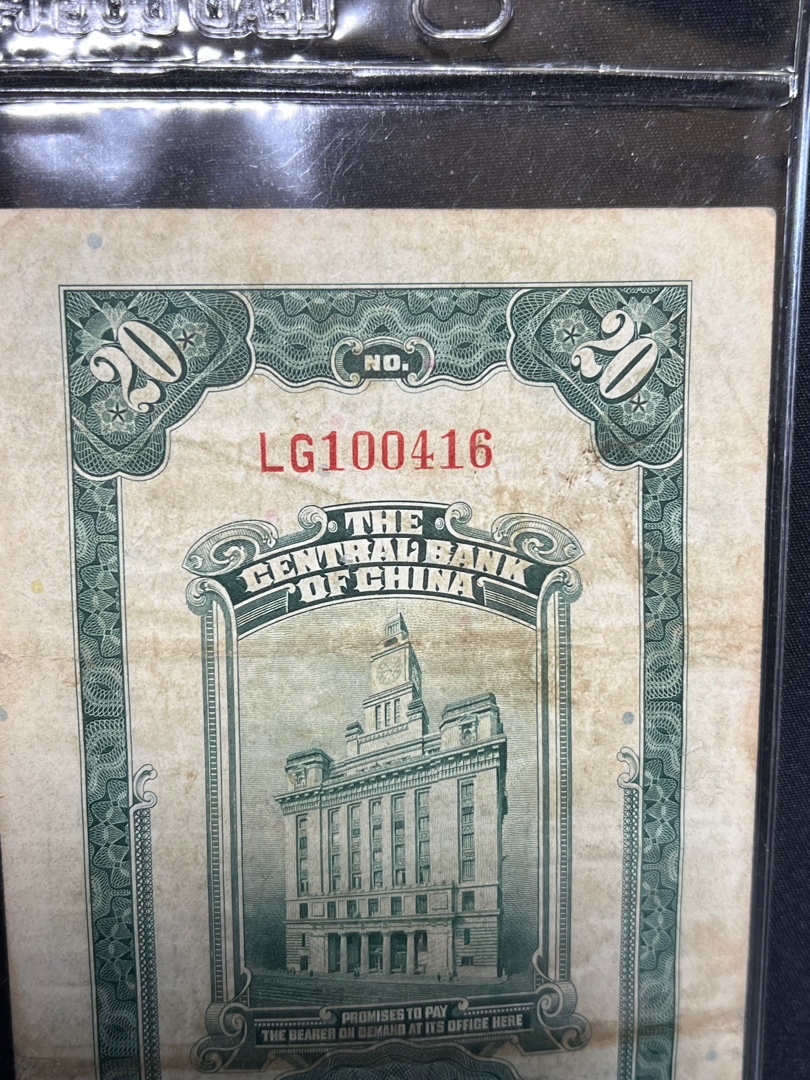 20
NO.
20
LG100416
THE
CENTRAL BANK
OF CHINA
PROMISES TO PAY
THE BEARER ON DEMAND AT ITS OFFICE HERE